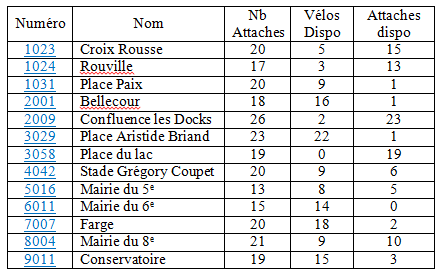 Numéro Nom Nb Attaches Vélos Dispo Attaches dispo
1023 Croix Rousse 20 5 15
1024 Rouville 17 3 13
1031 Place Paix 20 9 1
2001 Bellecour 18 16 1
2009 Confluence les Docks 26 2 23
3029 Place Aristide Briand 23 22 1
3058 Place du lac 19 0 19
4042 Stade Grégory Coupet 20 9 6
5016 Mairie du 5e 13 8 5
6011 Mairie du 6e 15 14 0
7007 Farge 20 18 2
8004 Mairie du 8e 21 9 10
9011 Conservatoire 19 15 3